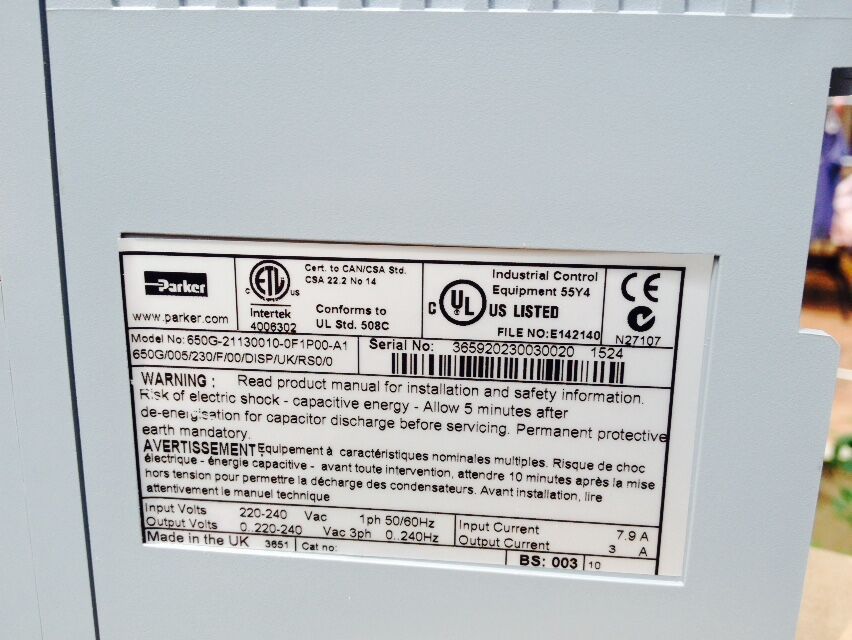 Parker
www.parker.com
C ETL US
Intertek
4006302
Cert. to CAN/CSA Std.
CSA 22.2 No 14
Conforms to
UL Std. 508C
C UL US LISTED
Industrial Control
Equipment 55Y4
FILE NO:E142140
CE
N27107
Model No: 650G-21130010-0F1P00-A1
650G/005/230/F/00/DISP/UK/RS0/0
Serial No: 365920230030020 1524
WARNING : Read product manual for installation and safety information.
Risk of electric shock - capacitive energy - Allow 5 minutes after
de-energisation for capacitor discharge before servicing. Permanent protective
earth mandatory.
AVERTISSEMENT Equipement à caractéristiques nominales multiples. Risque de choc
électrique - énergie capacitive - avant toute intervention, attendre 10 minutes après la mise
hors tension pour permettre la décharge des condensateurs. Avant installation, lire
attentivement le manuel technique
Input Volts 220-240 Vac 1ph 50/60Hz
Output Volts 0..220-240 Vac 3ph 0..240Hz
Input Current 7.9 A
Output Current 3 A
Made in the UK 3651 Cat no:
BS: 003 10